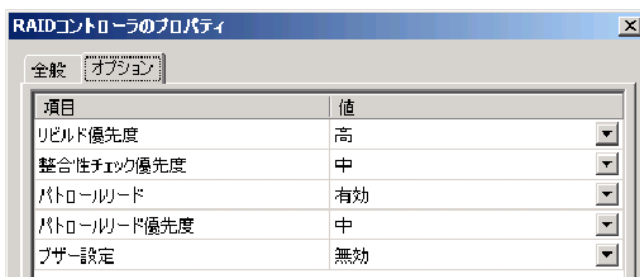 RAIDコントローラのプロパティ
全般 オプション
項目 値
リビルド優先度 高
整合性チェック優先度 中
パトロールリード 有効
パトロールリード優先度 中
ブザー設定 無効